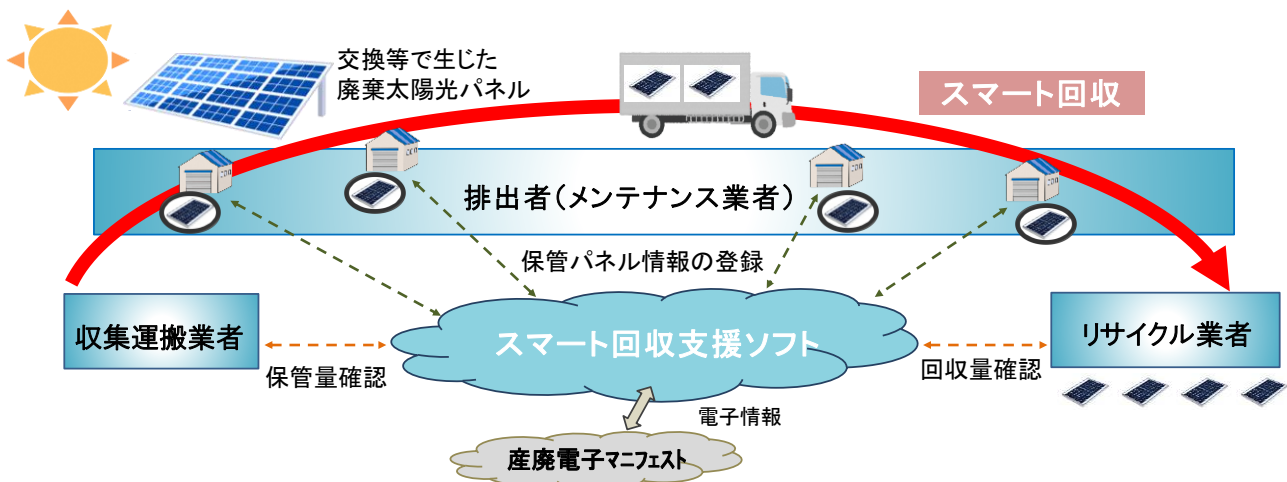 交換等で生じた
廃棄太陽光パネル
スマート回収
排出者(メンテナンス業者)
保管パネル情報の登録
収集運搬業者
スマート回収支援ソフト
リサイクル業者
保管量確認
回収量確認
電子情報
産廃電子マニフェスト